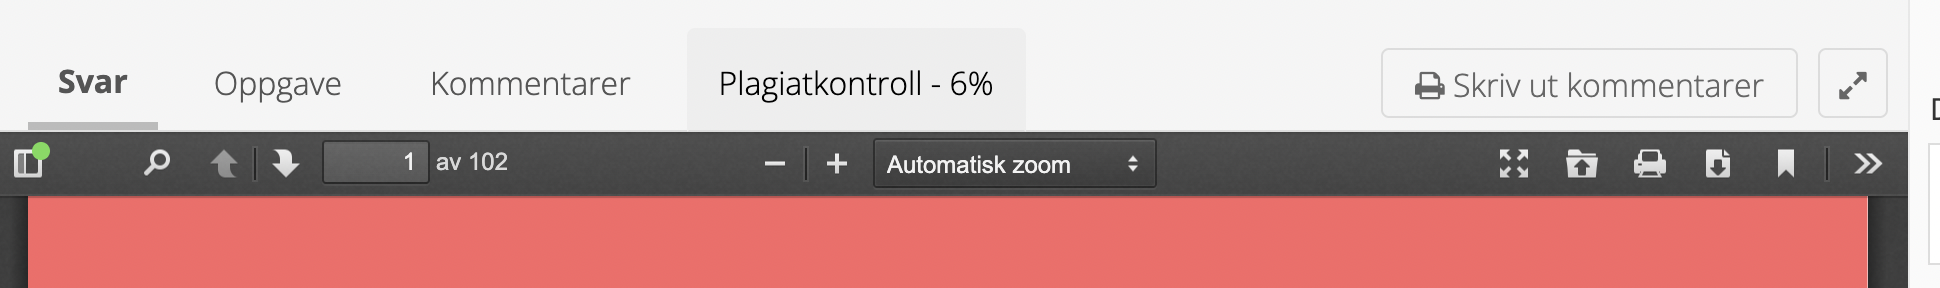 Svar Oppgave Kommentarer Plagiatkontroll - 6% Skriv ut kommentarer
1 av 102 Automatisk zoom